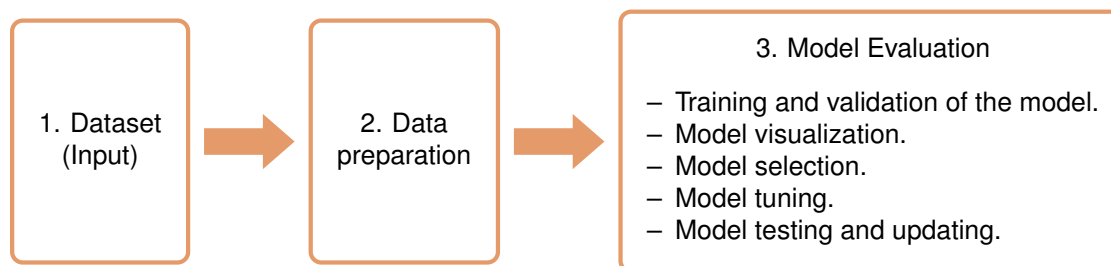 1. Dataset
(Input)
2. Data
preparation
3. Model Evaluation
– Training and validation of the model.
– Model visualization.
– Model selection.
– Model tuning.
– Model testing and updating.